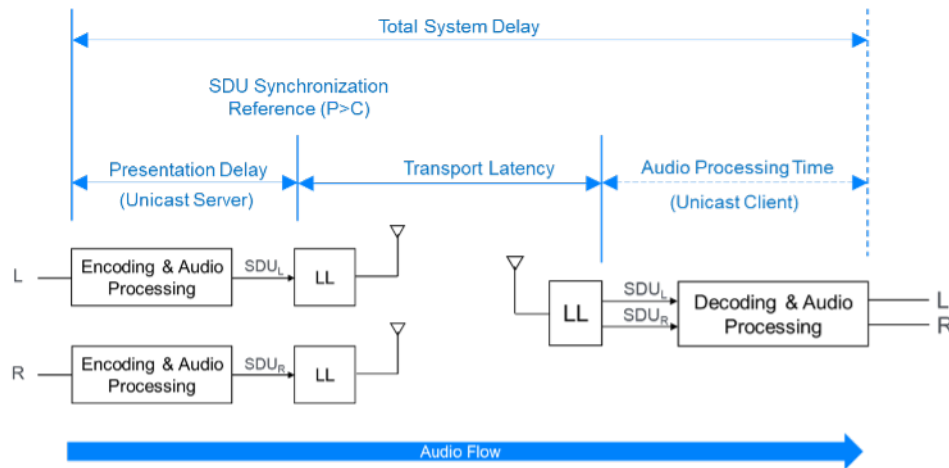 Total System Delay
SDU Synchronization
Reference (P>C)
Presentation Delay
(Unicast Server)
Transport Latency
Audio Processing Time
(Unicast Client)
L
Encoding & Audio
Processing
SDUL
LL
R
Encoding & Audio
Processing
SDUR
LL
LL
SDUL
SDUR
Decoding & Audio
Processing
L
R
Audio Flow